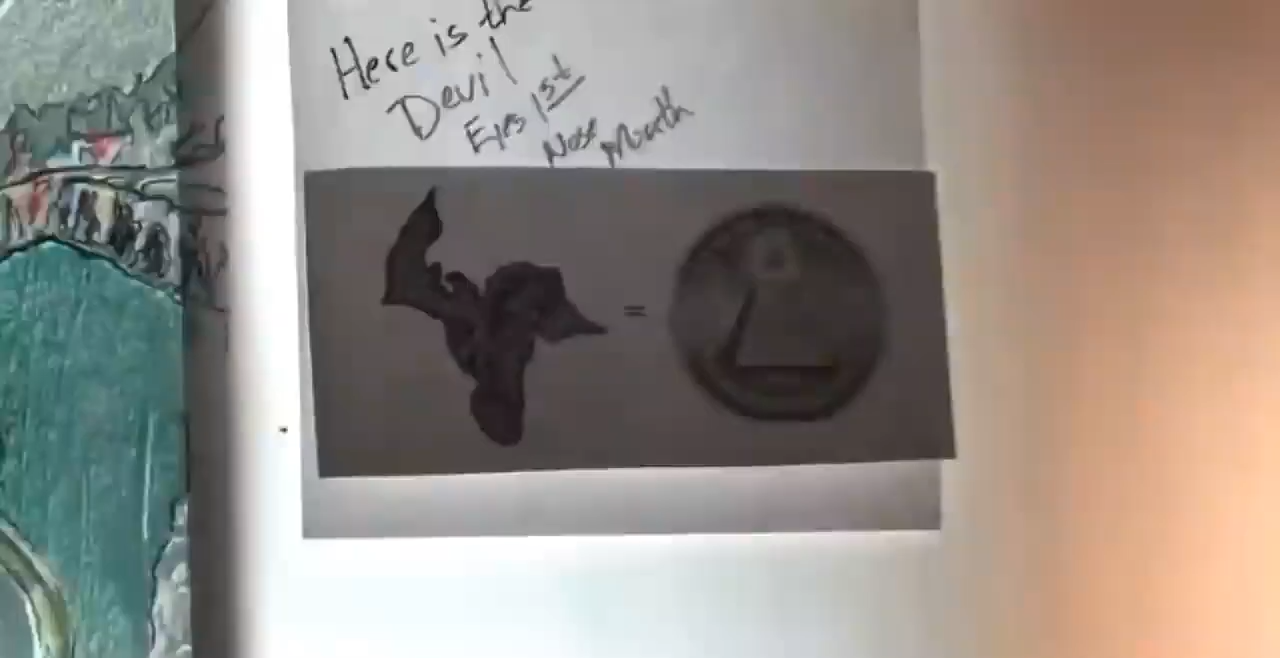 Here is the
Devil
Eyes 1st
Nose
Mouth
=